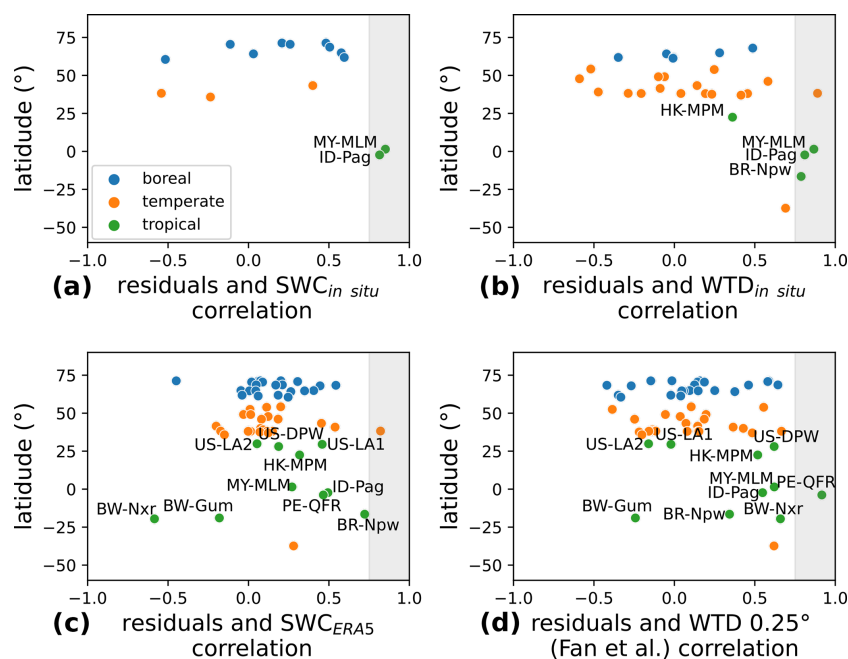 75
50
25
0
−25
−50
latidude (°)
MY-MLM
ID-Pag
boreal
temperate
tropical
−1.0 −0.5 0.0 0.5 1.0
(a) residuals and SWC in situ
correlation
75
50
25
0
−25
−50
latidude (°)
HK-MPM
MY-MLM
ID-Pag
BR-Npw
−1.0 −0.5 0.0 0.5 1.0
(b) residuals and WTD in situ
correlation
75
50
25
0
−25
−50
latidude (°)
US-LA2
US-DPW
US-LA1
HK-MPM
MY-MLM
ID-Pag
PE-QFR
BW-Nxr
BW-Gum
BR-Npw
−1.0 −0.5 0.0 0.5 1.0
(c) residuals and SWC ERA5
correlation
75
50
25
0
−25
−50
latidude (°)
US-LA2
US-LA1
US-DPW
HK-MPM
MY-MLM
PE-QFR
ID-Pag
BW-Gum
BR-Npw
BW-Nxr
−1.0 −0.5 0.0 0.5 1.0
(d) residuals and WTD 0.25°
(Fan et al.) correlation